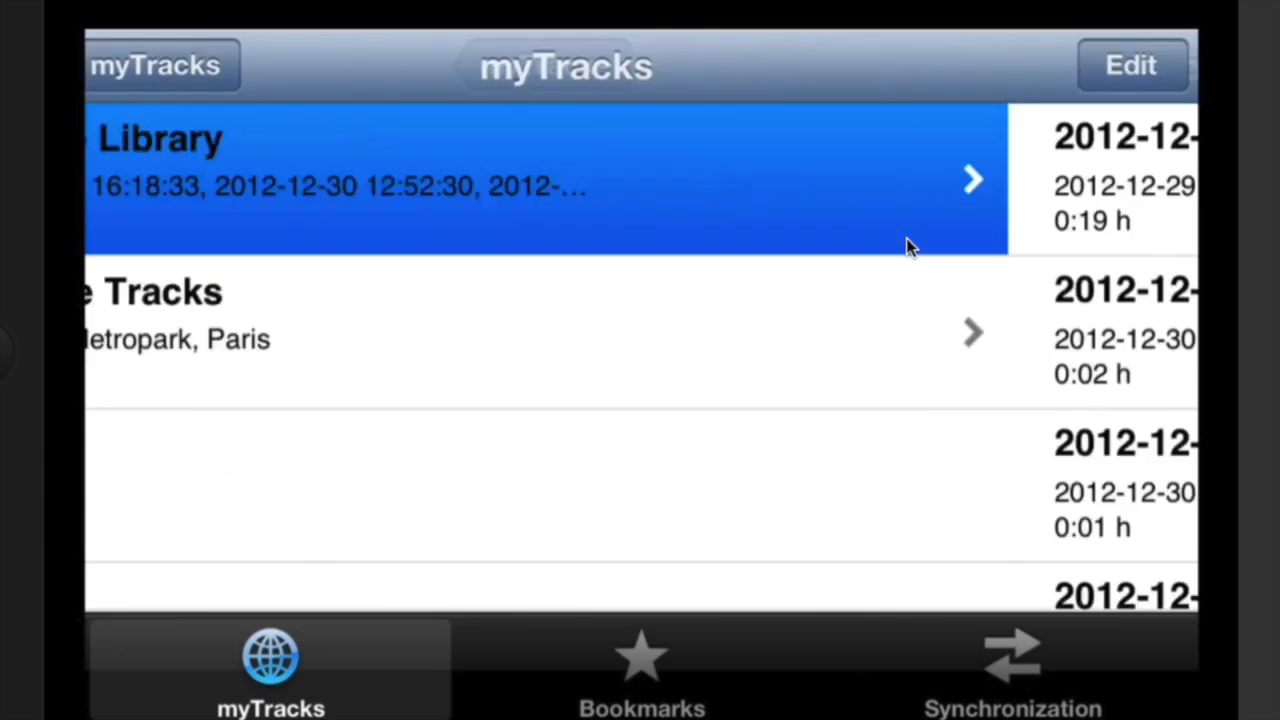 myTracks
myTracks
Edit
Library
16:18:33, 2012-12-30 12:52:30, 2012-...
Tracks
etropark, Paris
2012-12-
2012-12-29
0:19 h
2012-12-
2012-12-30
0:02 h
2012-12-
2012-12-30
0:01 h
2012-12-
myTracks
Bookmarks
Synchronization